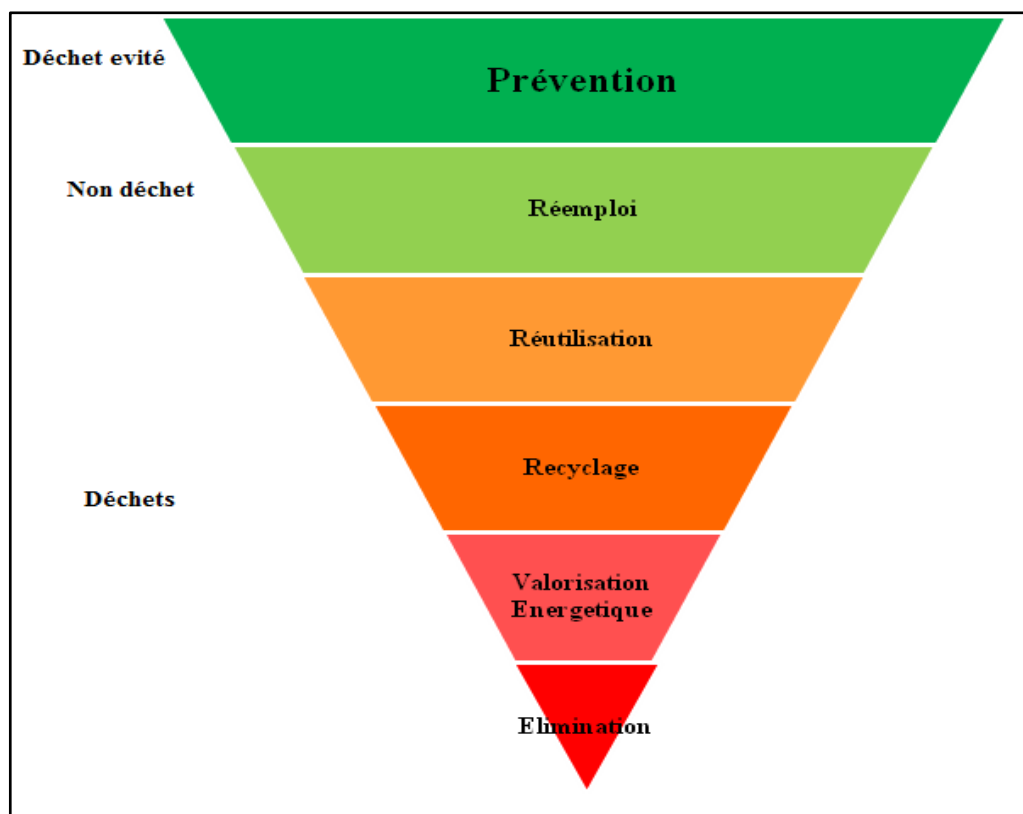 Déchet evité
Prévention
Non déchet
Réemploi
Réutilisation
Recyclage
Déchets
Valorisation
Energetique
Elimination